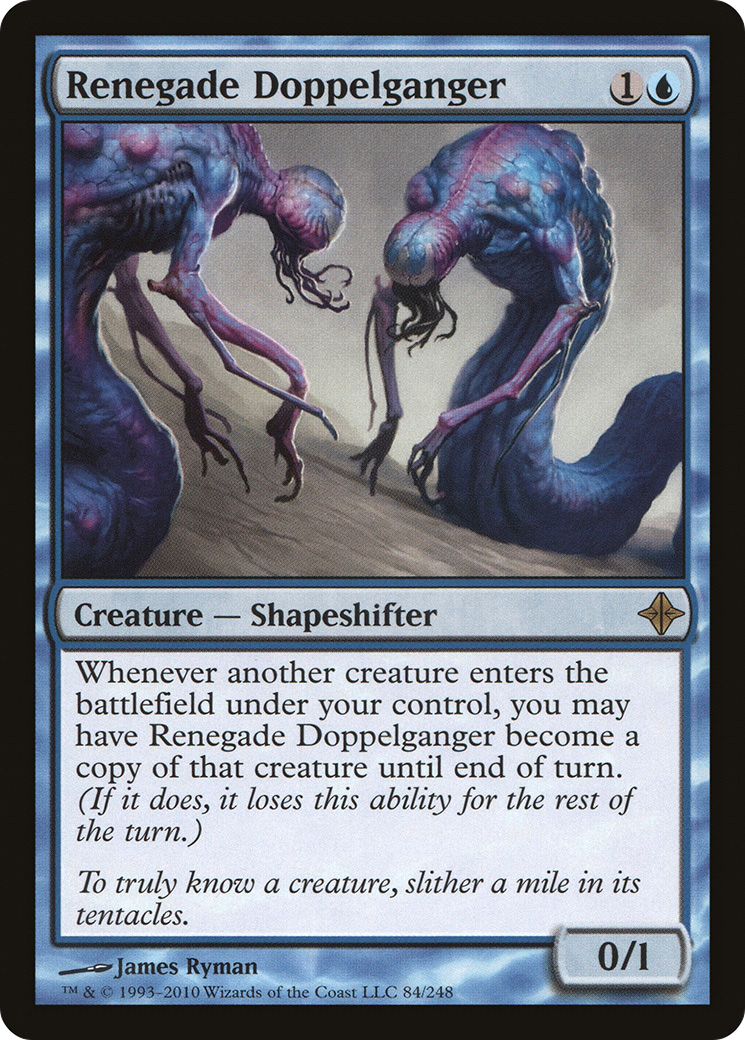 Renegade Doppelganger 1
Creature — Shapeshifter
Whenever another creature enters the
battlefield under your control, you may
have Renegade Doppelganger become a
copy of that creature until end of turn.
(If it does, it loses this ability for the rest of
the turn.)
To truly know a creature, slither a mile in its
tentacles.
0/1
James Ryman
™ & © 1993–2010 Wizards of the Coast LLC 84/248